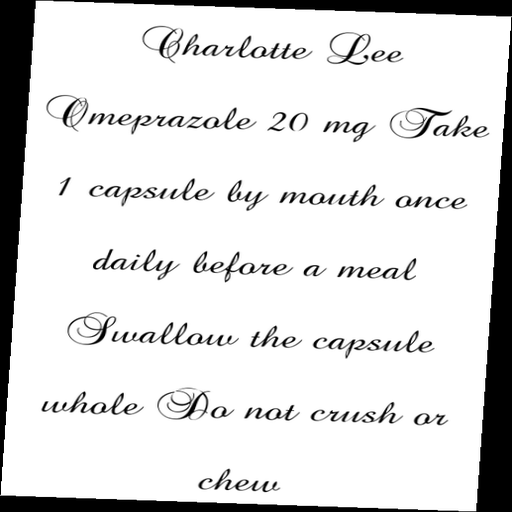 Charlotte Lee
Omeprazole 20 mg Take
1 capsule by mouth once
daily before a meal
Swallow the capsule
whole Do not crush or
chew